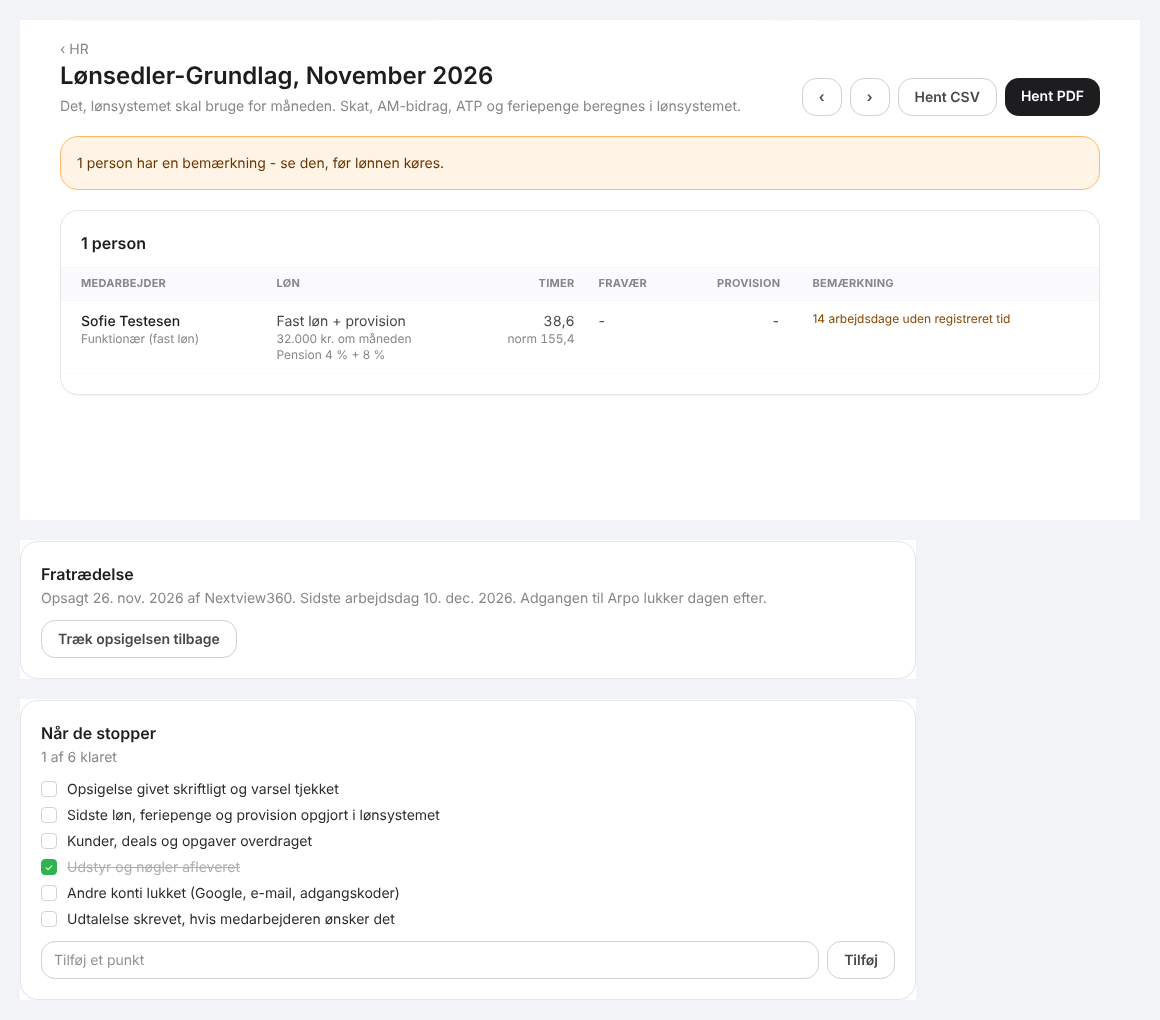 ‹ HR
Lønsedler-Grundlag, November 2026
Det, lønsystemet skal bruge for måneden. Skat, AM-bidrag, ATP og feriepenge beregnes i lønsystemet.
‹ › Hent CSV Hent PDF
1 person har en bemærkning - se den, før lønnen køres.
1 person
MEDARBEJDER LØN TIMER FRAVÆR PROVISION BEMÆRKNING
Sofie Testesen Fast løn + provision 38,6 - - 14 arbejdsdage uden registreret tid
Funktionær (fast løn) 32.000 kr. om måneden norm 155,4
Pension 4 % + 8 %
Fratrædelse
Opsagt 26. nov. 2026 af Nextview360. Sidste arbejdsdag 10. dec. 2026. Adgangen til Arpo lukker dagen efter.
Træk opsigelsen tilbage
Når de stopper
1 af 6 klaret
Opsigelse givet skriftligt og varsel tjekket
Sidste løn, feriepenge og provision opgjort i lønsystemet
Kunder, deals og opgaver overdraget
Udstyr og nøgler afleveret
Andre konti lukket (Google, e-mail, adgangskoder)
Udtalelse skrevet, hvis medarbejderen ønsker det
Tilføj et punkt Tilføj